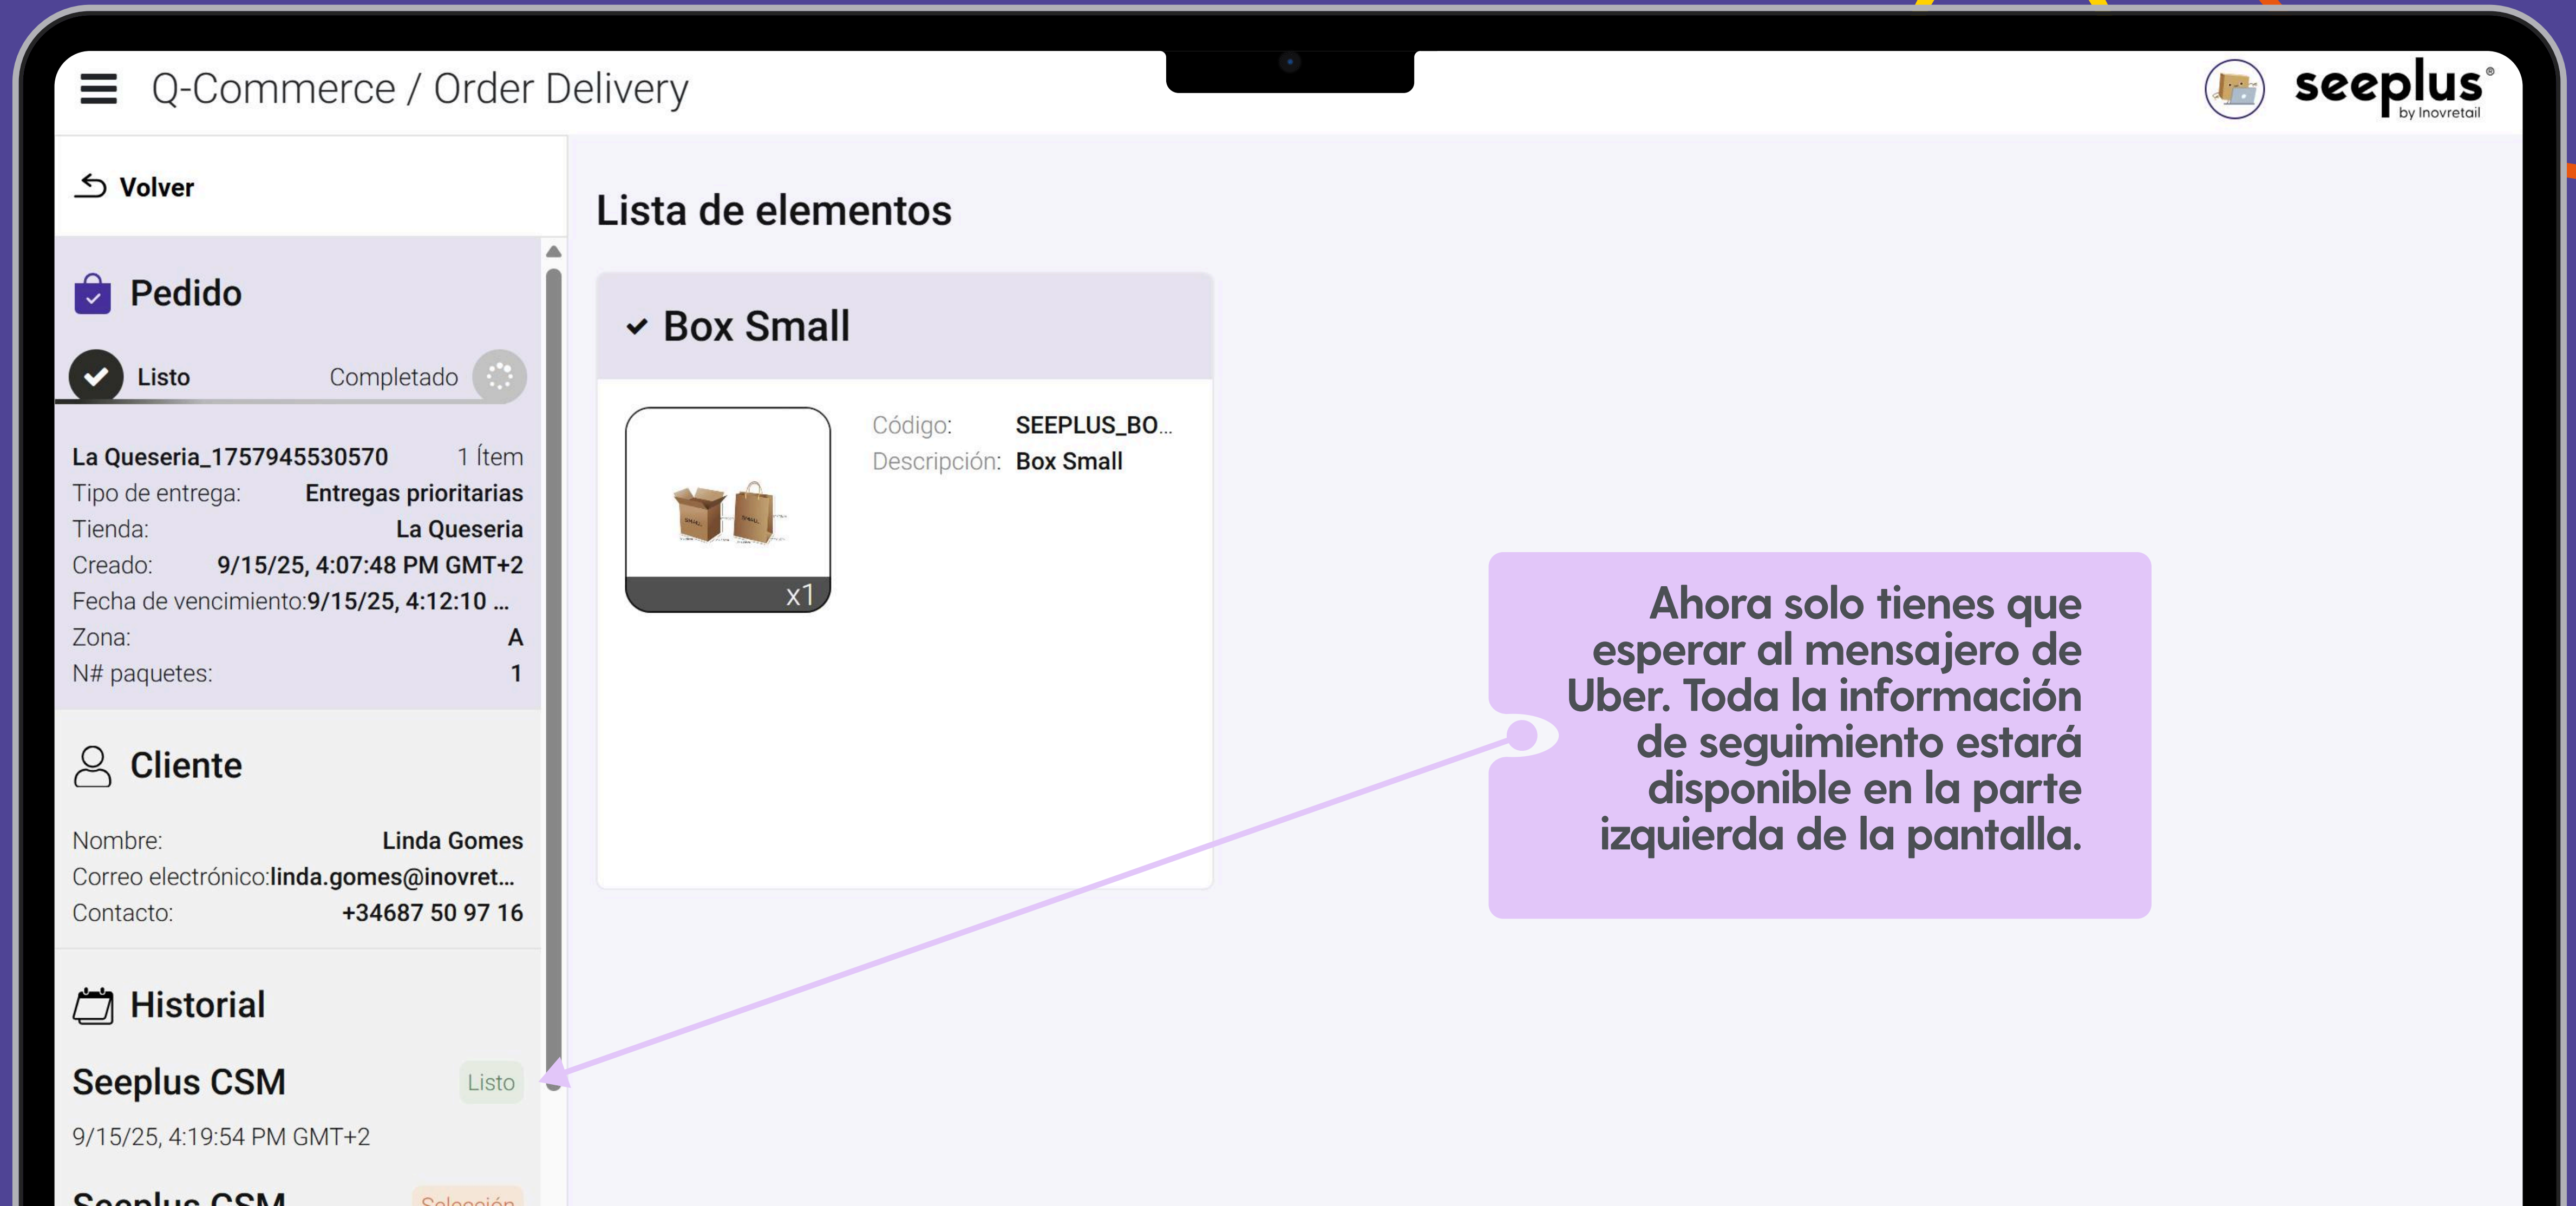 Q-Commerce / Order Delivery
seeplus®
by Inovretail
Volver
Pedido
Listo Completado
La Queseria_1757945530570 1 Ítem
Tipo de entrega: Entregas prioritarias
Tienda: La Queseria
Creado: 9/15/25, 4:07:48 PM GMT+2
Fecha de vencimiento:9/15/25, 4:12:10 ...
Zona: A
N# paquetes: 1
Cliente
Nombre: Linda Gomes
Correo electrónico:linda.gomes@inovret...
Contacto: +34687 50 97 16
Historial
Seeplus CSM Listo
9/15/25, 4:19:54 PM GMT+2
Seeplus CSM Selección
Lista de elementos
Box Small
Código: SEEPLUS_BO...
Descripción: Box Small
SMALL SMALL
x1
Ahora solo tienes que
esperar al mensajero de
Uber. Toda la información
de seguimiento estará
disponible en la parte
izquierda de la pantalla.